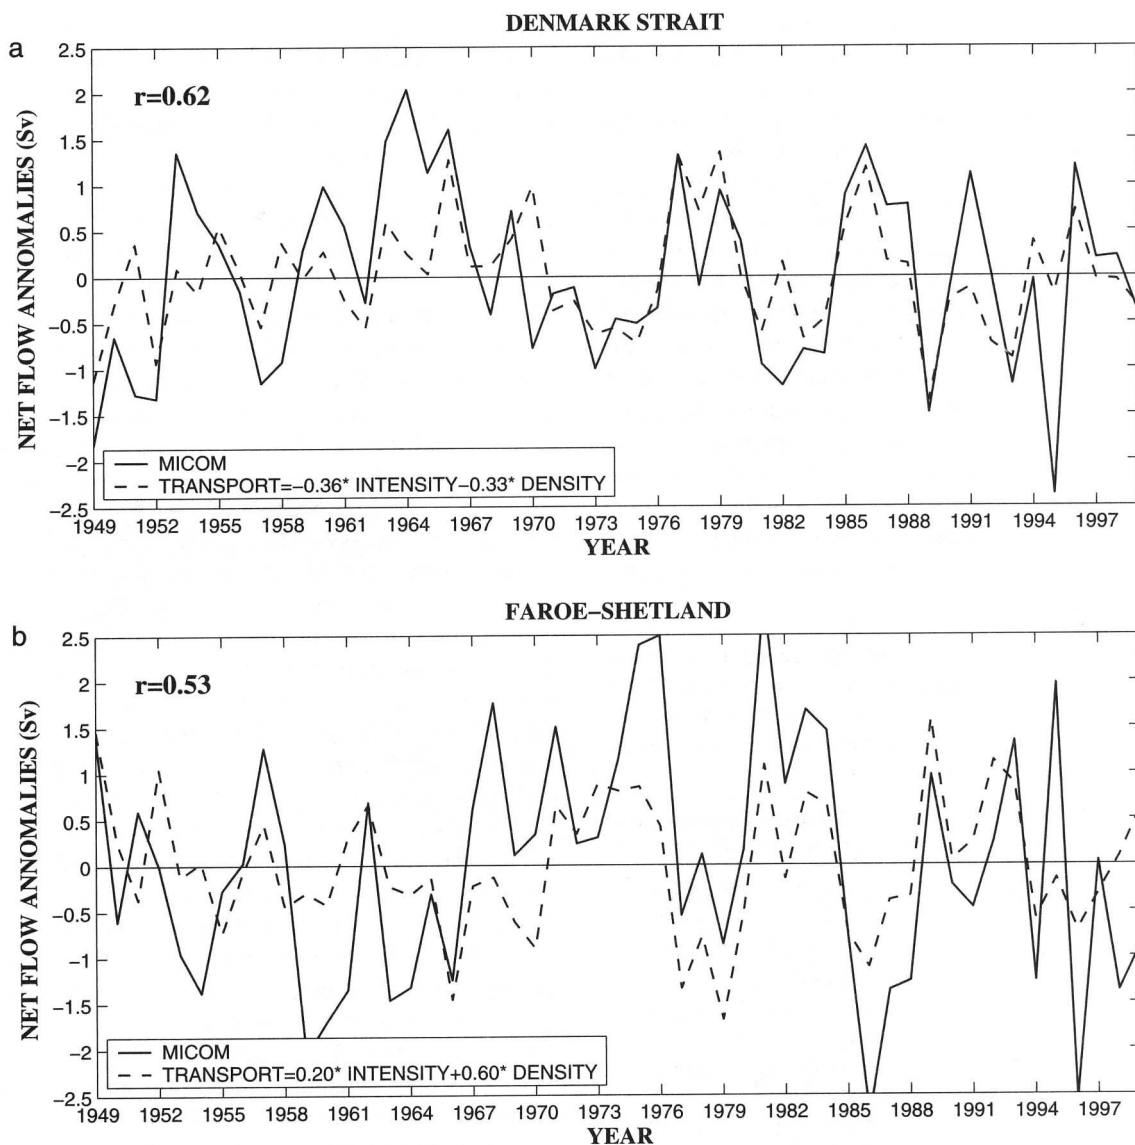 DENMARK STRAIT
a
r=0.62
NET FLOW ANNOMALIES (Sv)
2.5
2
1.5
1
0.5
0
−0.5
−1
−1.5
−2
−2.5
MICOM
TRANSPORT=−0.36* INTENSITY−0.33* DENSITY
1949 1952 1955 1958 1961 1964 1967 1970 1973 1976 1979 1982 1985 1988 1991 1994 1997
YEAR
FAROE−SHETLAND
b
r=0.53
NET FLOW ANNOMALIES (Sv)
2.5
2
1.5
1
0.5
0
−0.5
−1
−1.5
−2
−2.5
MICOM
TRANSPORT=0.20* INTENSITY+0.60* DENSITY
1949 1952 1955 1958 1961 1964 1967 1970 1973 1976 1979 1982 1985 1988 1991 1994 1997
YEAR